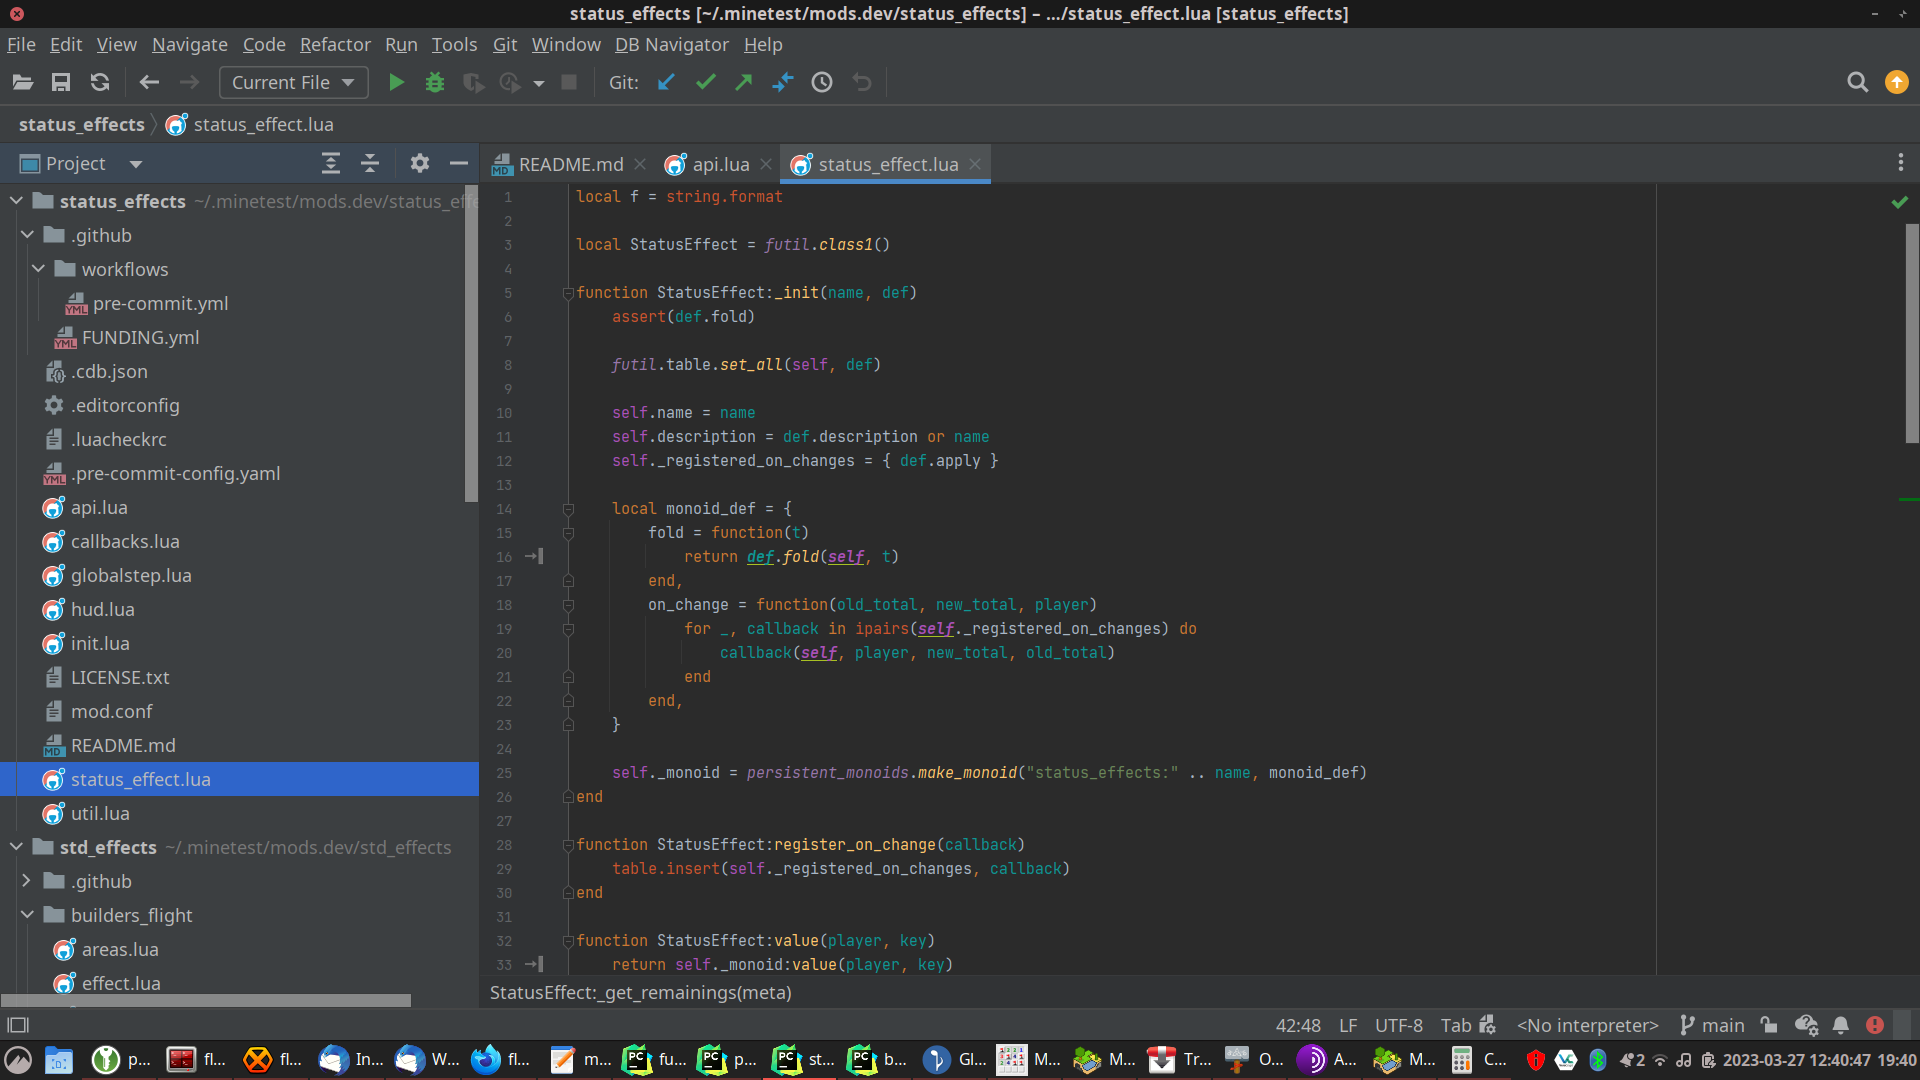 status_effects [~/.minetest/mods.dev/status_effects] – .../status_effect.lua [status_effects]
File Edit View Navigate Code Refactor Run Tools Git Window DB Navigator Help
Current File Git:
status_effects status_effect.lua
Project
README.md api.lua status_effect.lua
status_effects ~/.minetest/mods.dev/status_effe
.github
workflows
pre-commit.yml
FUNDING.yml
.cdb.json
.editorconfig
.luacheckrc
.pre-commit-config.yaml
api.lua
callbacks.lua
globalstep.lua
hud.lua
init.lua
LICENSE.txt
mod.conf
README.md
status_effect.lua
util.lua
std_effects ~/.minetest/mods.dev/std_effects
.github
builders_flight
areas.lua
effect.lua
1 local f = string.format
2
3 local StatusEffect = futil.class1()
4
5 function StatusEffect:_init(name, def)
6 assert(def.fold)
7
8 futil.table.set_all(self, def)
9
10 self.name = name
11 self.description = def.description or name
12 self._registered_on_changes = { def.apply }
13
14 local monoid_def = {
15 fold = function(t)
16 return def.fold(self, t)
17 end,
18 on_change = function(old_total, new_total, player)
19 for _, callback in ipairs(self._registered_on_changes) do
20 callback(self, player, new_total, old_total)
21 end
22 end,
23 }
24
25 self._monoid = persistent_monoids.make_monoid("status_effects:" .. name, monoid_def)
26 end
27
28 function StatusEffect:register_on_change(callback)
29 table.insert(self._registered_on_changes, callback)
30 end
31
32 function StatusEffect:value(player, key)
33 return self._monoid:value(player, key)
StatusEffect:_get_remainings(meta)
42:48 LF UTF-8 Tab <No interpreter> main
p... fl... fl... In... W... fl... m... fu... p... st... b... Gl... M... M... Tr... O... A... M... C... 2 2023-03-27 12:40:47 19:40